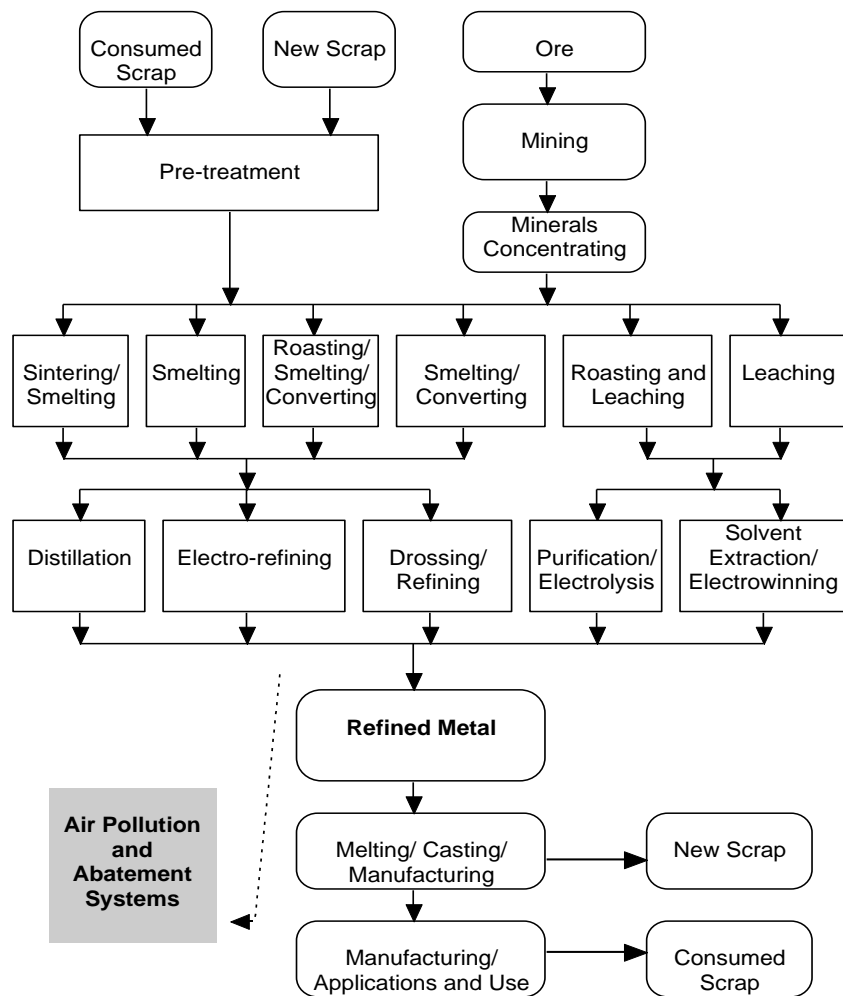 Consumed
Scrap
New Scrap
Ore
Mining
Pre-treatment
Minerals
Concentrating
Sintering/
Smelting
Smelting
Roasting/
Smelting/
Converting
Smelting/
Converting
Roasting and
Leaching
Leaching
Distillation
Electro-refining
Drossing/
Refining
Purification/
Electrolysis
Solvent
Extraction/
Electrowinning
Refined Metal
Air Pollution
and
Abatement
Systems
Melting/ Casting/
Manufacturing
New Scrap
Manufacturing/
Applications and Use
Consumed
Scrap